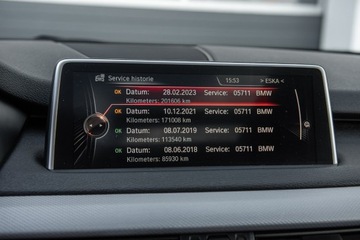 Service historie 15:53 > ESKA <
OK Datum: 28.02.2023 Service: 05711 BMW
Kilometers: 201606 km
OK Datum: 10.12.2021 Service: 05711 BMW
Kilometers: 171008 km
OK Datum: 08.07.2019 Service: 05711 BMW
Kilometers: 113540 km
OK Datum: 08.06.2018 Service: 05711 BMW
Kilometers: 85930 km